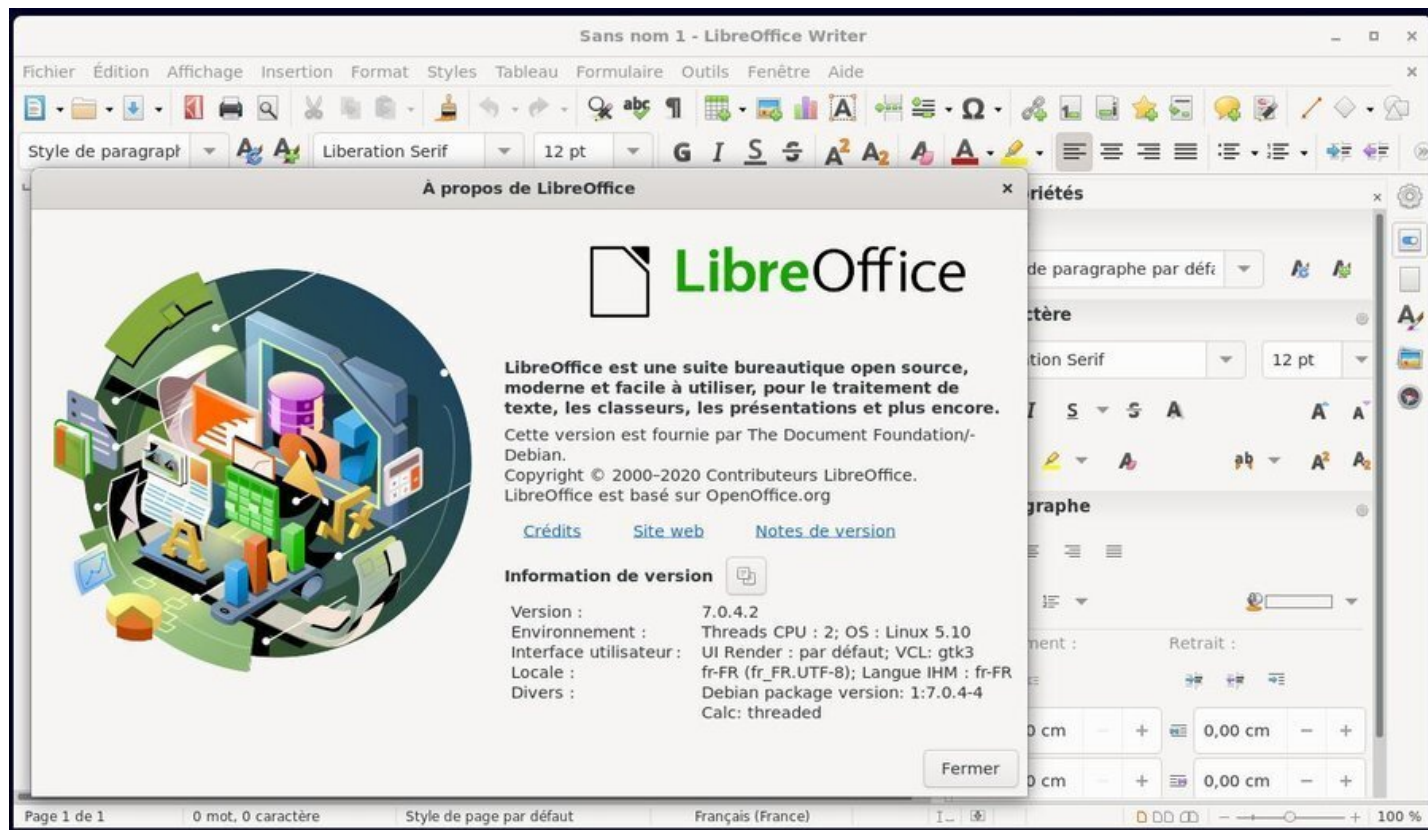 Sans nom 1 - LibreOffice Writer
Fichier Édition Affichage Insertion Format Styles Tableau Formulaire Outils Fenêtre Aide
Style de paragraph Liberation Serif 12 pt G I S S A² A₂ A A
À propos de LibreOffice
riétés
LibreOffice
de paragraphe par défa
ctère
LibreOffice est une suite bureautique open source,
moderne et facile à utiliser, pour le traitement de
texte, les classeurs, les présentations et plus encore.
tion Serif 12 pt
Cette version est fournie par The Document Foundation/-
Debian.
Copyright © 2000–2020 Contributeurs LibreOffice.
LibreOffice est basé sur OpenOffice.org
Crédits Site web Notes de version
graphe
Information de version
Version : 7.0.4.2
Environnement : Threads CPU : 2; OS : Linux 5.10
Interface utilisateur : UI Render : par défaut; VCL: gtk3
Locale : fr-FR (fr_FR.UTF-8); Langue IHM : fr-FR
Divers : Debian package version: 1:7.0.4-4
Calc: threaded
ment : Retrait :
0 cm 0,00 cm
Fermer
0 cm 0,00 cm
Page 1 de 1 0 mot, 0 caractère Style de page par défaut Français (France) 100 %